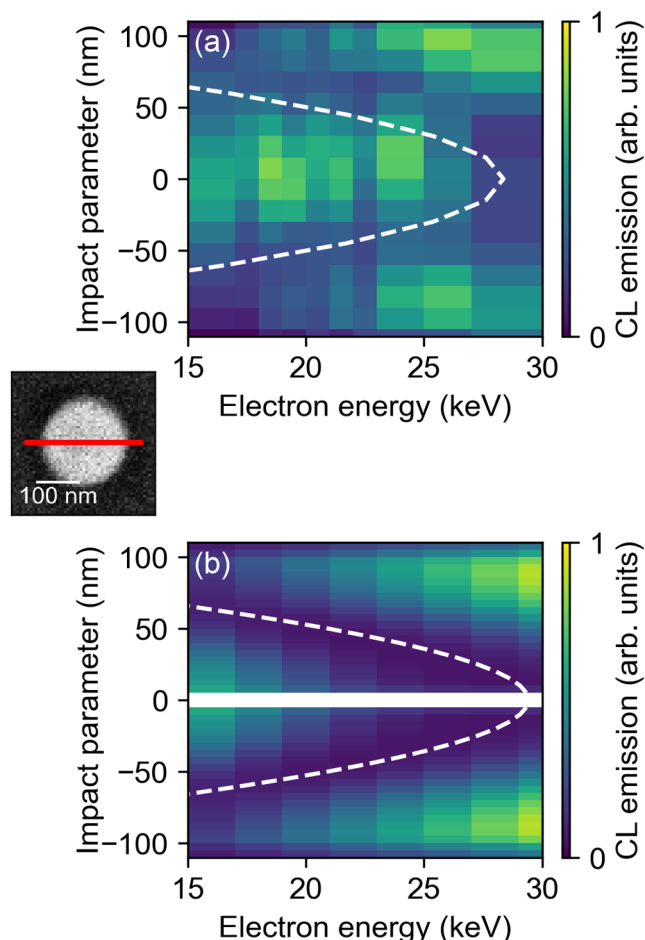 (a)
Impact parameter (nm)
100
50
0
−50
−100
15
20
25
30
Electron energy (keV)
1
0
CL emission (arb. units)
100 nm
(b)
Impact parameter (nm)
100
50
0
−50
−100
15
20
25
30
Electron energy (keV)
1
0
CL emission (arb. units)